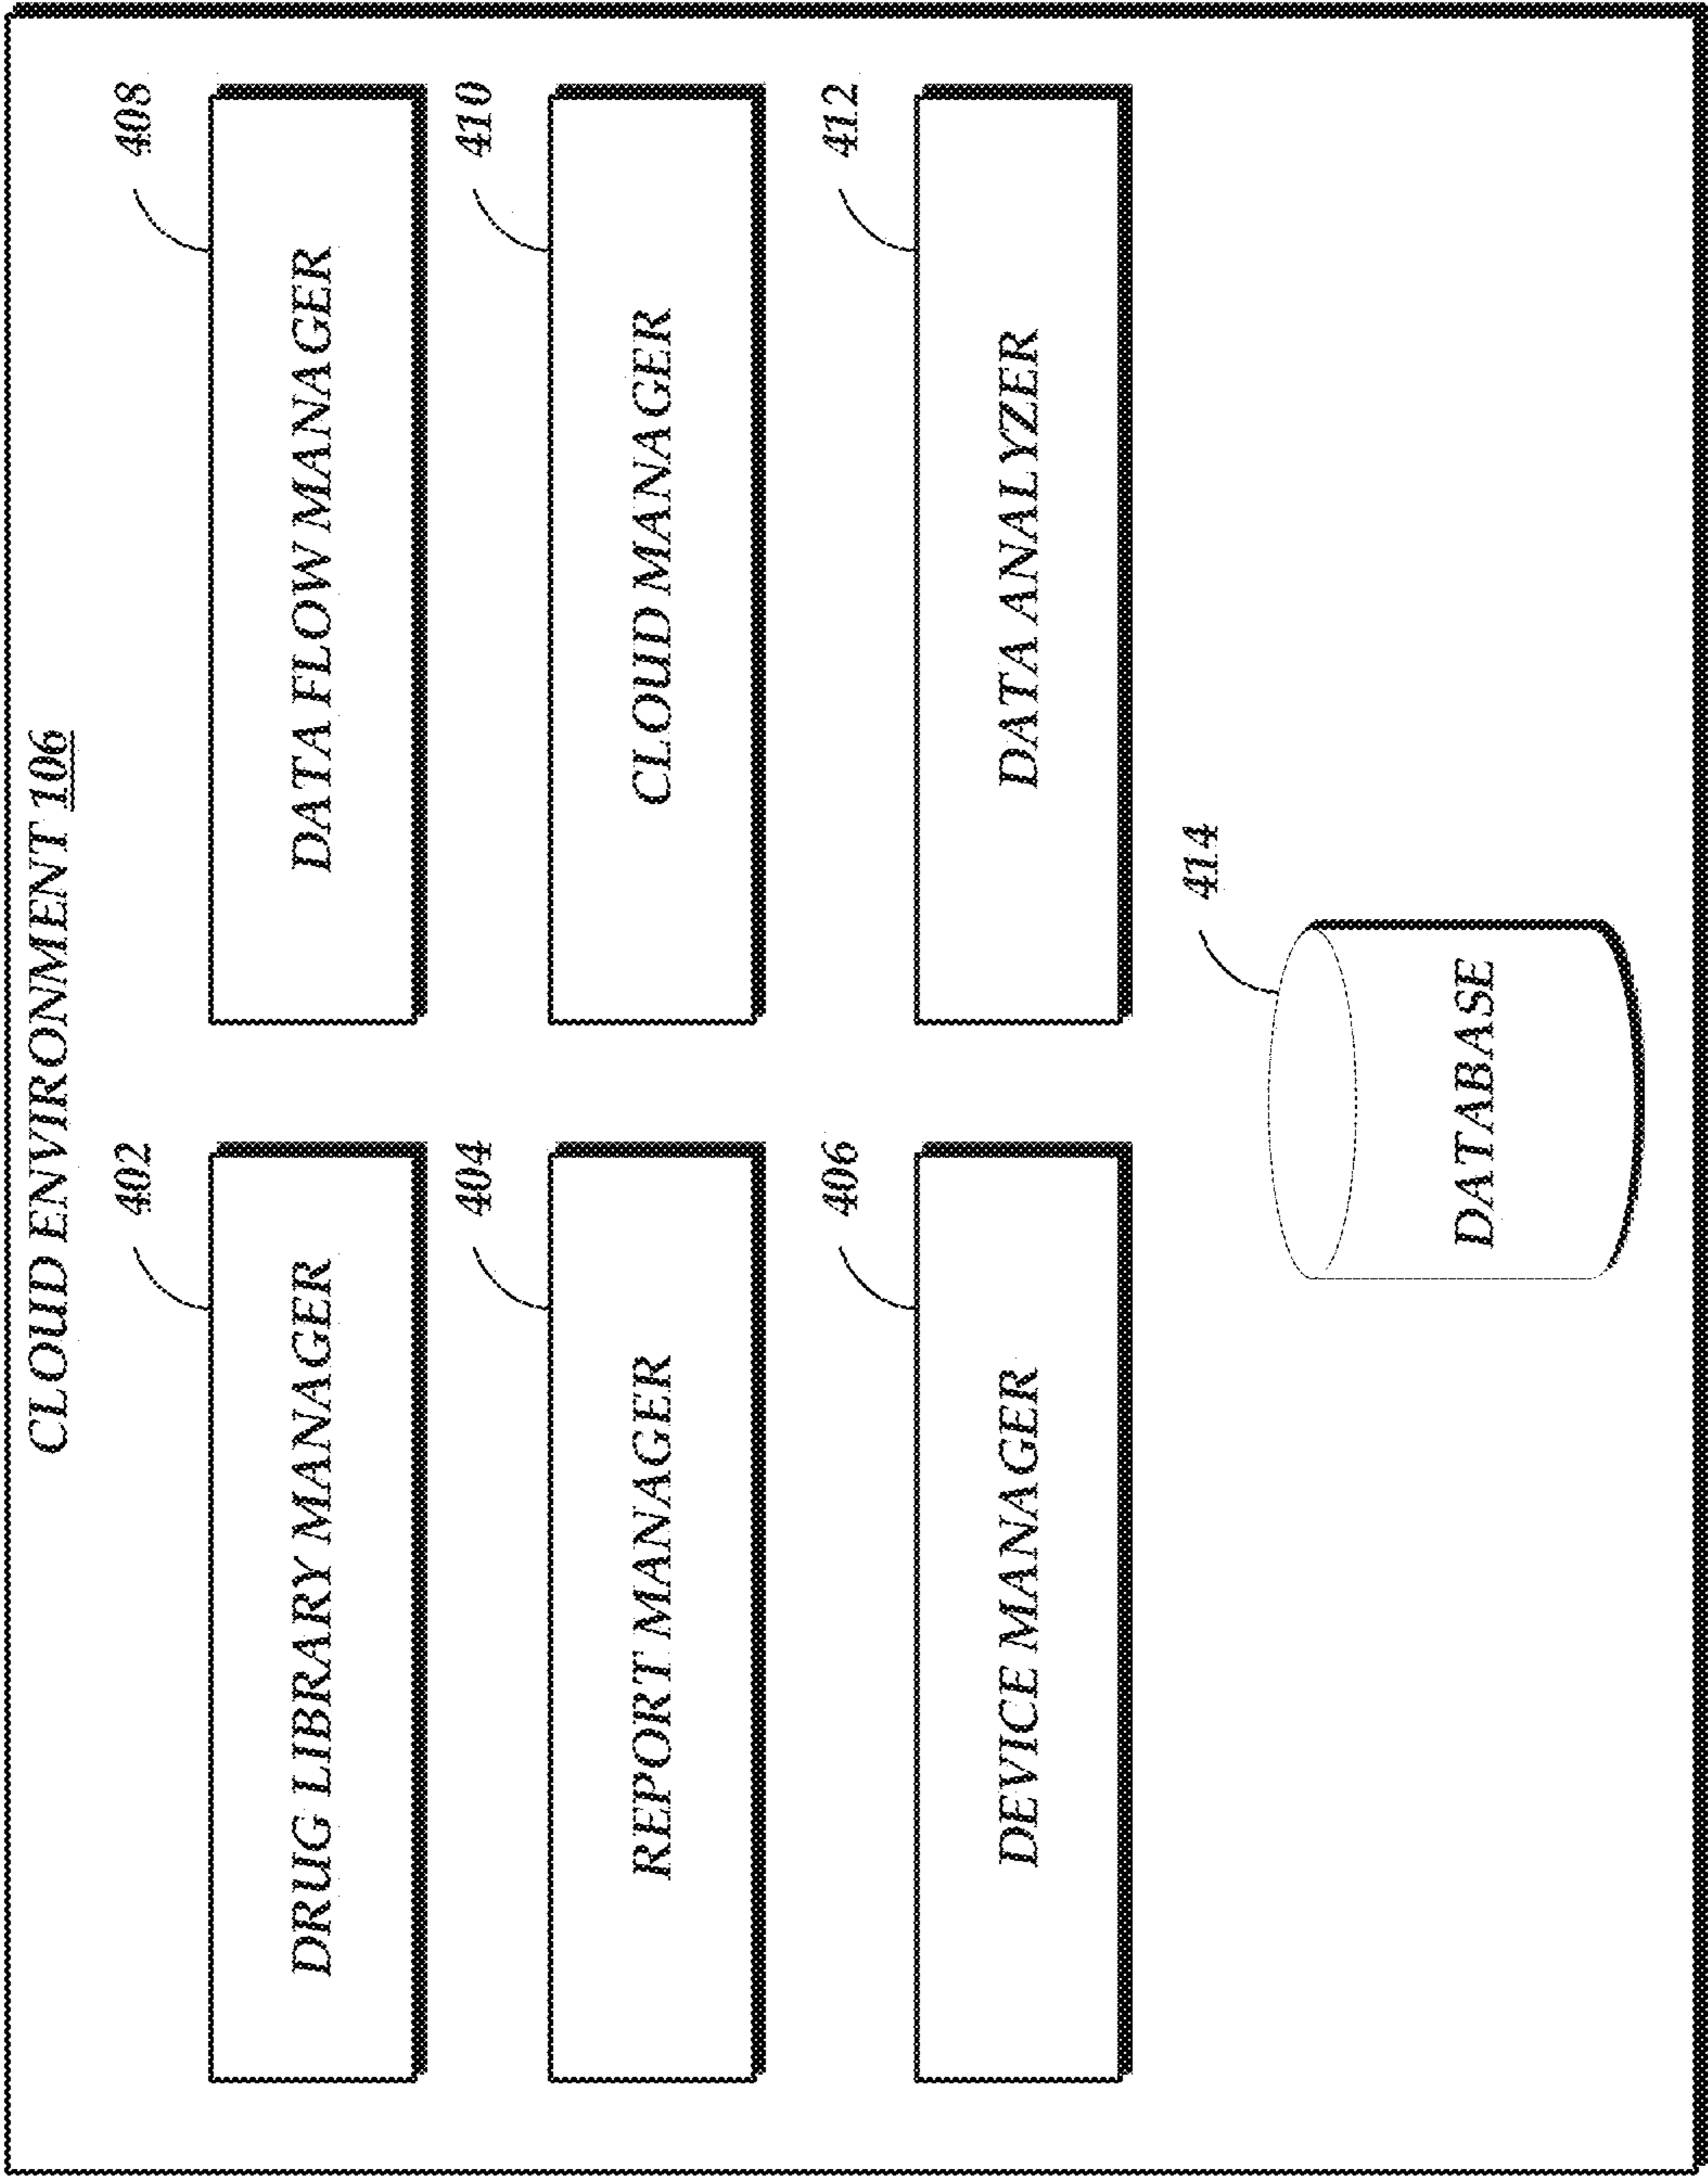 CLOUD ENVIRONMENT 106
402
DRUG LIBRARY MANAGER
408
DATA FLOW MANAGER
404
REPORT MANAGER
410
CLOUD MANAGER
406
DEVICE MANAGER
412
DATA ANALYZER
414
DATABASE